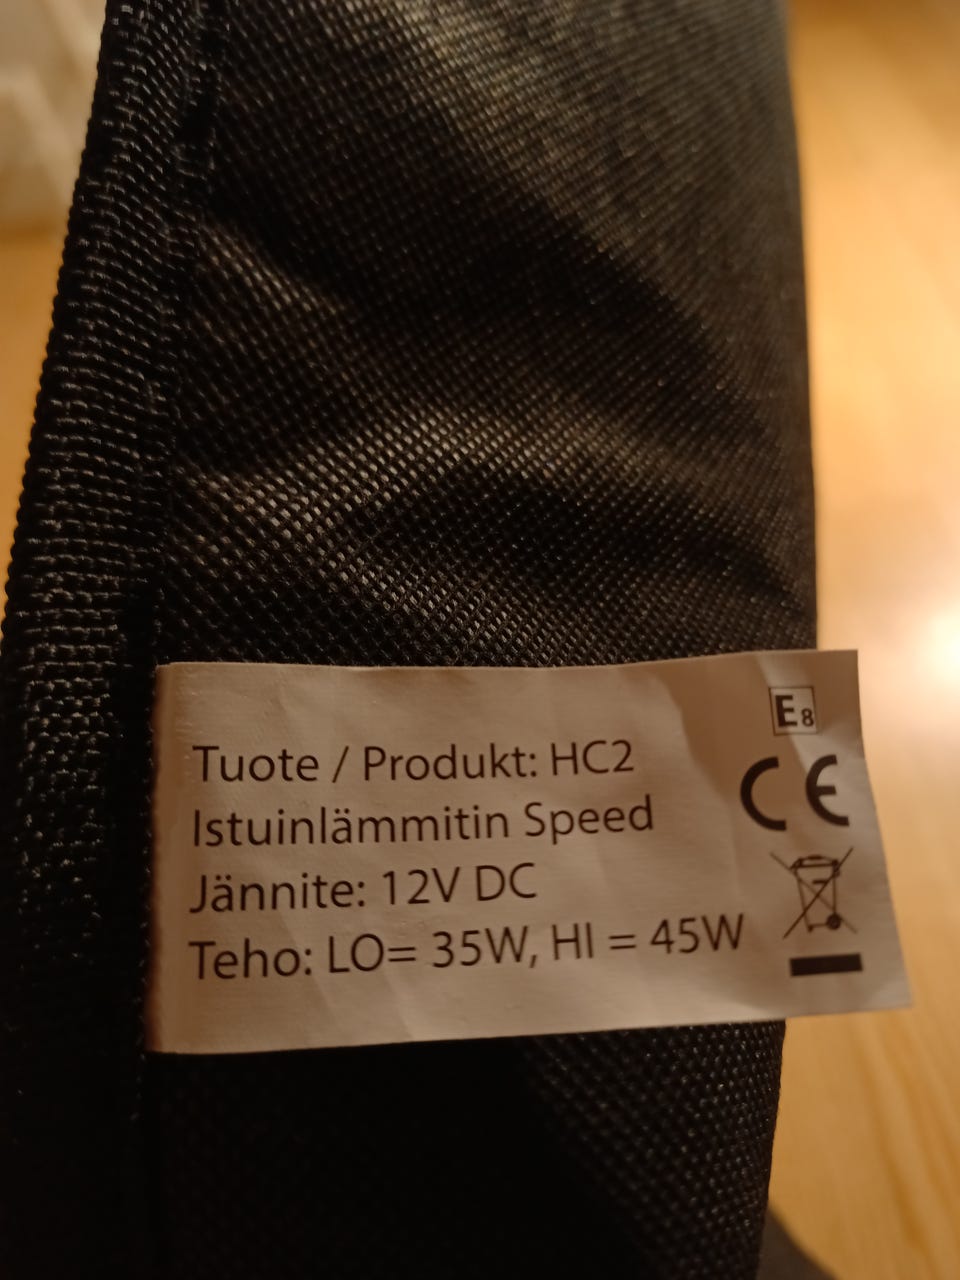 E8
Tuote / Produkt: HC2
CE
Istuinlämmitin Speed
Jännite: 12V DC
Teho: LO= 35W, HI = 45W